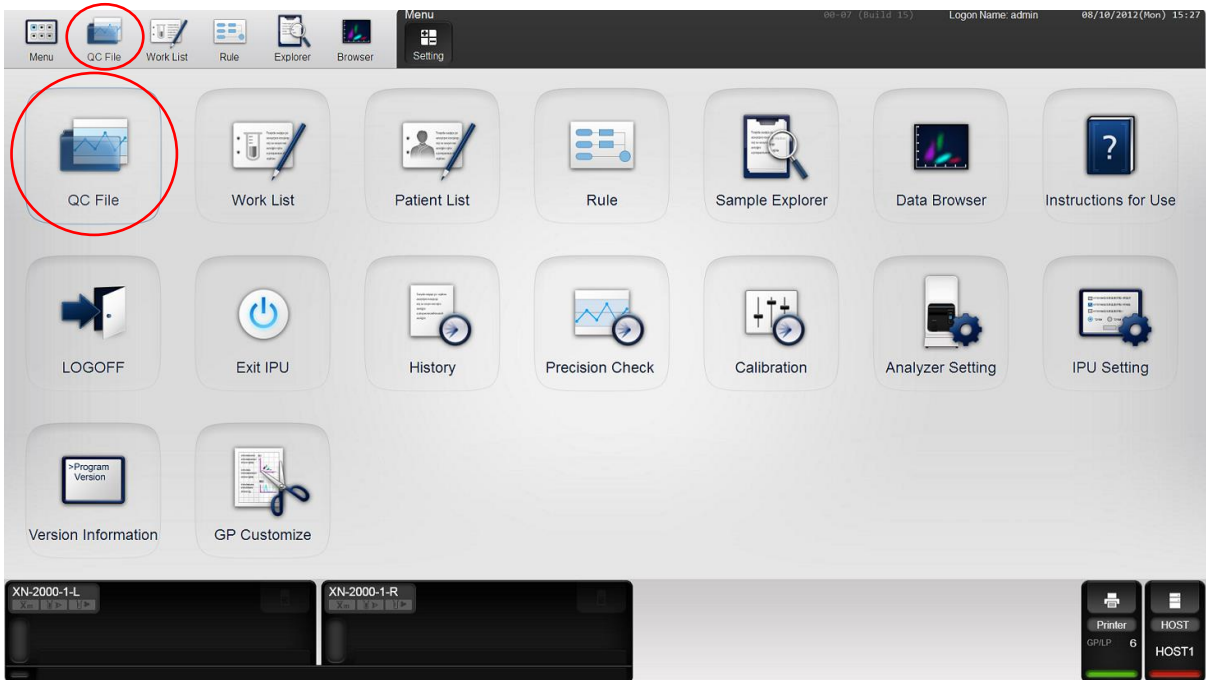 Menu
00-07 (Build 15) Logon Name: admin 08/10/2012(Mon) 15:27
Menu QC File Work List Rule Explorer Browser Setting
QC File Work List Patient List Rule Sample Explorer Data Browser Instructions for Use
LOGOFF Exit IPU History Precision Check Calibration Analyzer Setting IPU Setting
>Program
Version
Version Information GP Customize
XN-2000-1-L XN-2000-1-R
Printer HOST
GP/LP 6 HOST1